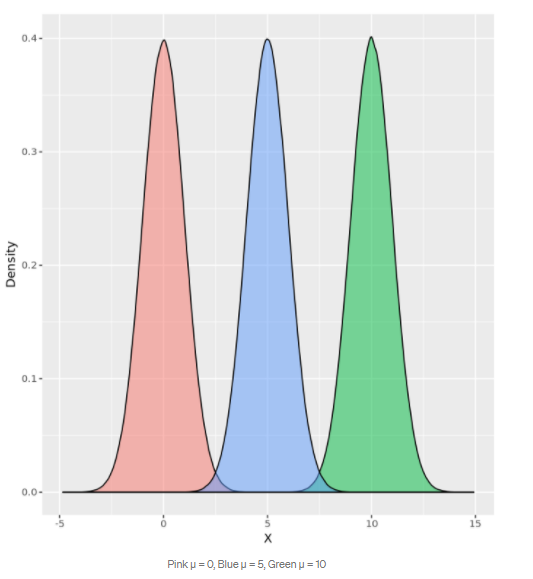 0.4
0.3
0.2
0.1
0.0
Density
-5 0 5 10 15
X
Pink μ = 0, Blue μ = 5, Green μ = 10